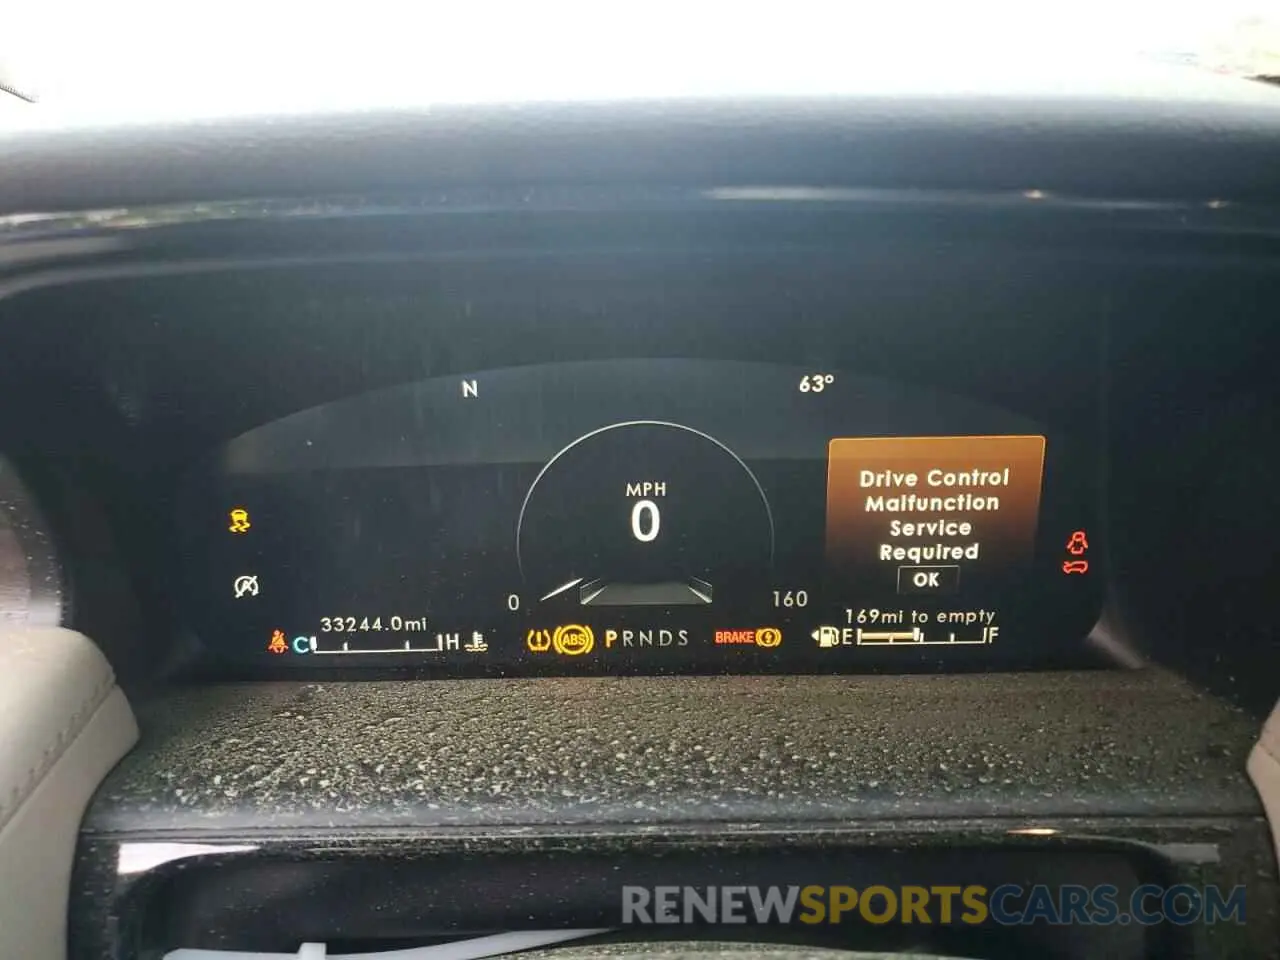 N
63°
MPH
0
0
160
Drive Control
Malfunction
Service
Required
OK
33244.0mi
C
H
ABS
PRNDS
BRAKE
169mi to empty
E
F
RENEWSPORTSCARS.COM